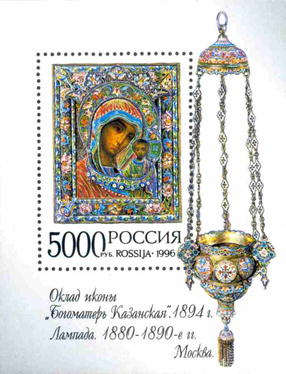 5000 РОССИЯ
РУБ. ROSSIJA · 1996
Оклад иконы
„Богоматерь Казанская". 1894 г.
Лампада. 1880-1890-е гг.
Москва.